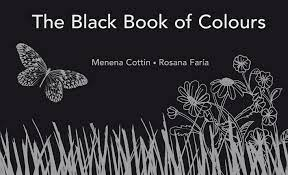 The Black Book of Colours
Menena Cottin • Rosana Faría